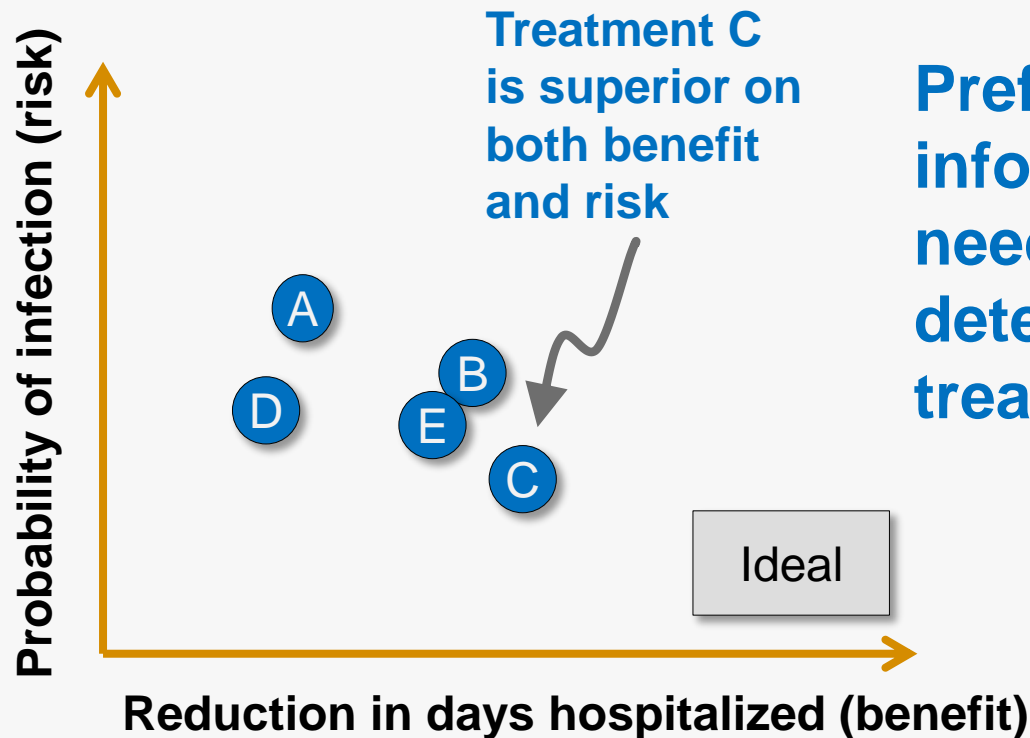 Probability of infection (risk)
Treatment C
is superior on
both benefit
and risk
A
B
D
E
C
Ideal
Reduction in days hospitalized (benefit)